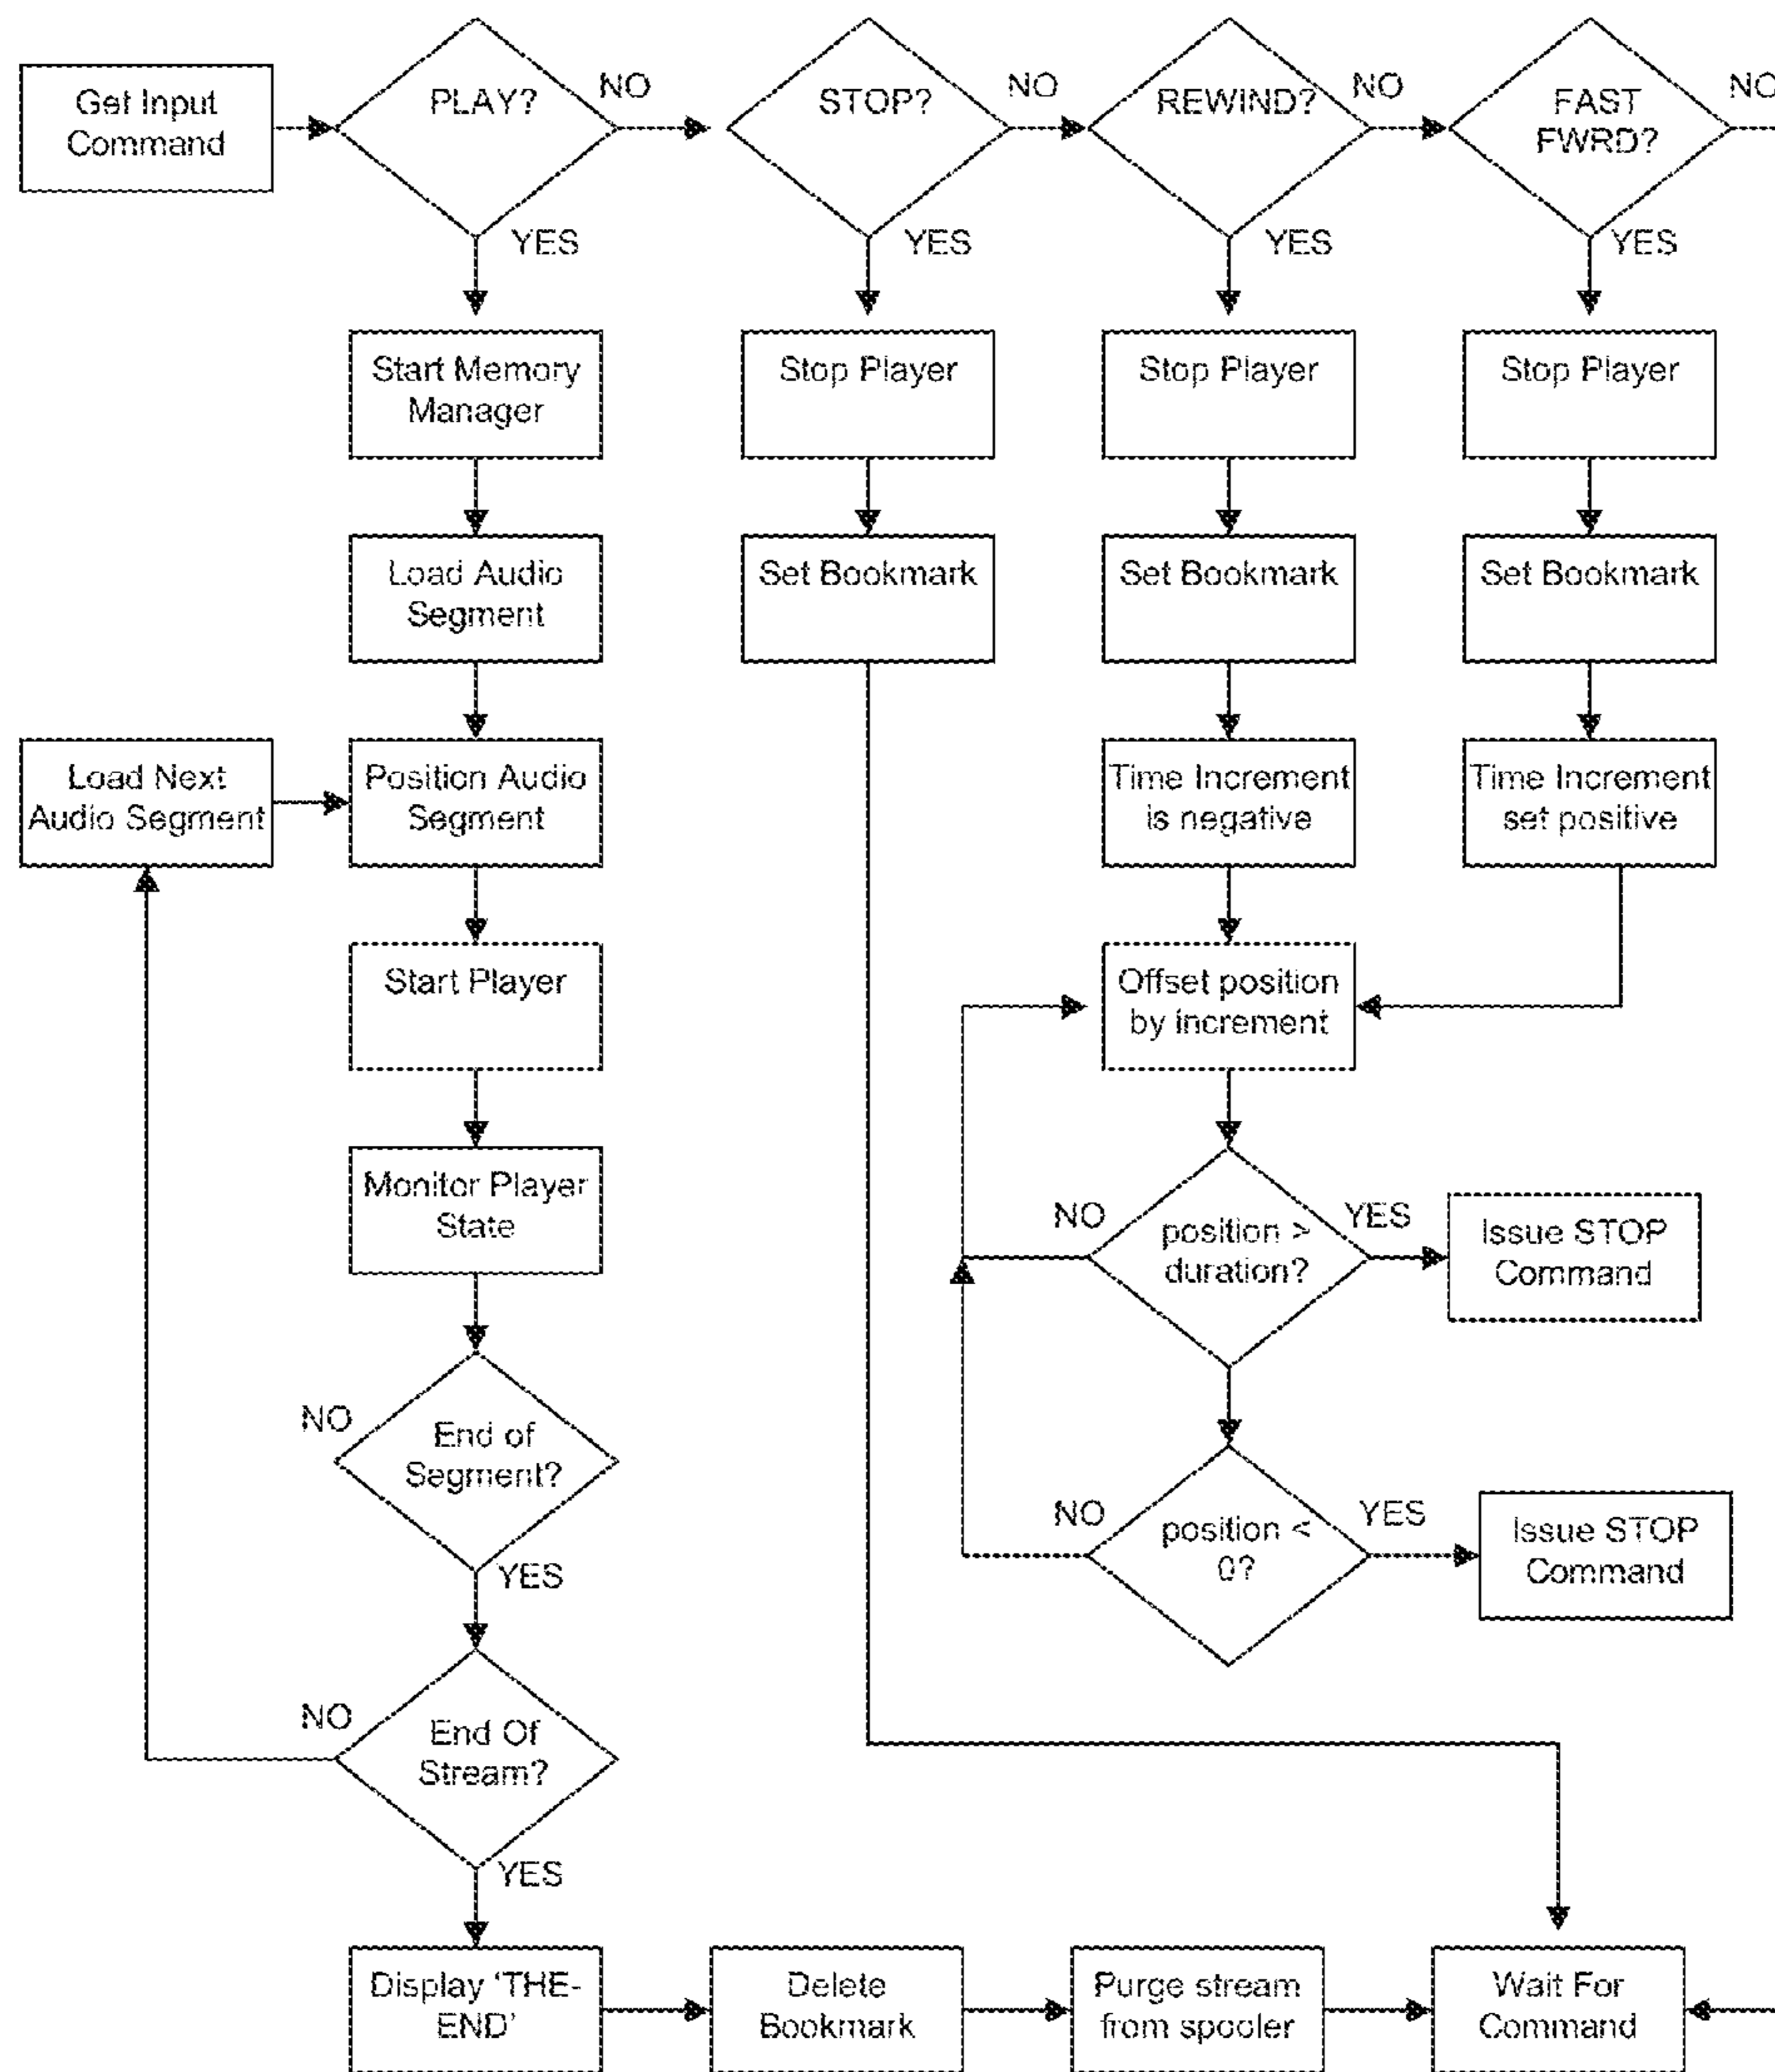 Get Input
Command
PLAY?
NO
STOP?
NO
REWIND?
NO
FAST
FWRD?
NO
YES
YES
YES
YES
Start Memory
Manager
Stop Player
Stop Player
Stop Player
Load Audio
Segment
Set Bookmark
Set Bookmark
Set Bookmark
Load Next
Audio Segment
Position Audio
Segment
Time Increment
is negative
Time Increment
set positive
Start Player
Offset position
by increment
Monitor Player
State
NO
position >
duration?
YES
Issue STOP
Command
NO
End of
Segment?
YES
NO
position <
0?
YES
Issue STOP
Command
NO
End Of
Stream?
YES
Display ‘THE-
END’
Delete
Bookmark
Purge stream
from spooler
Wait For
Command